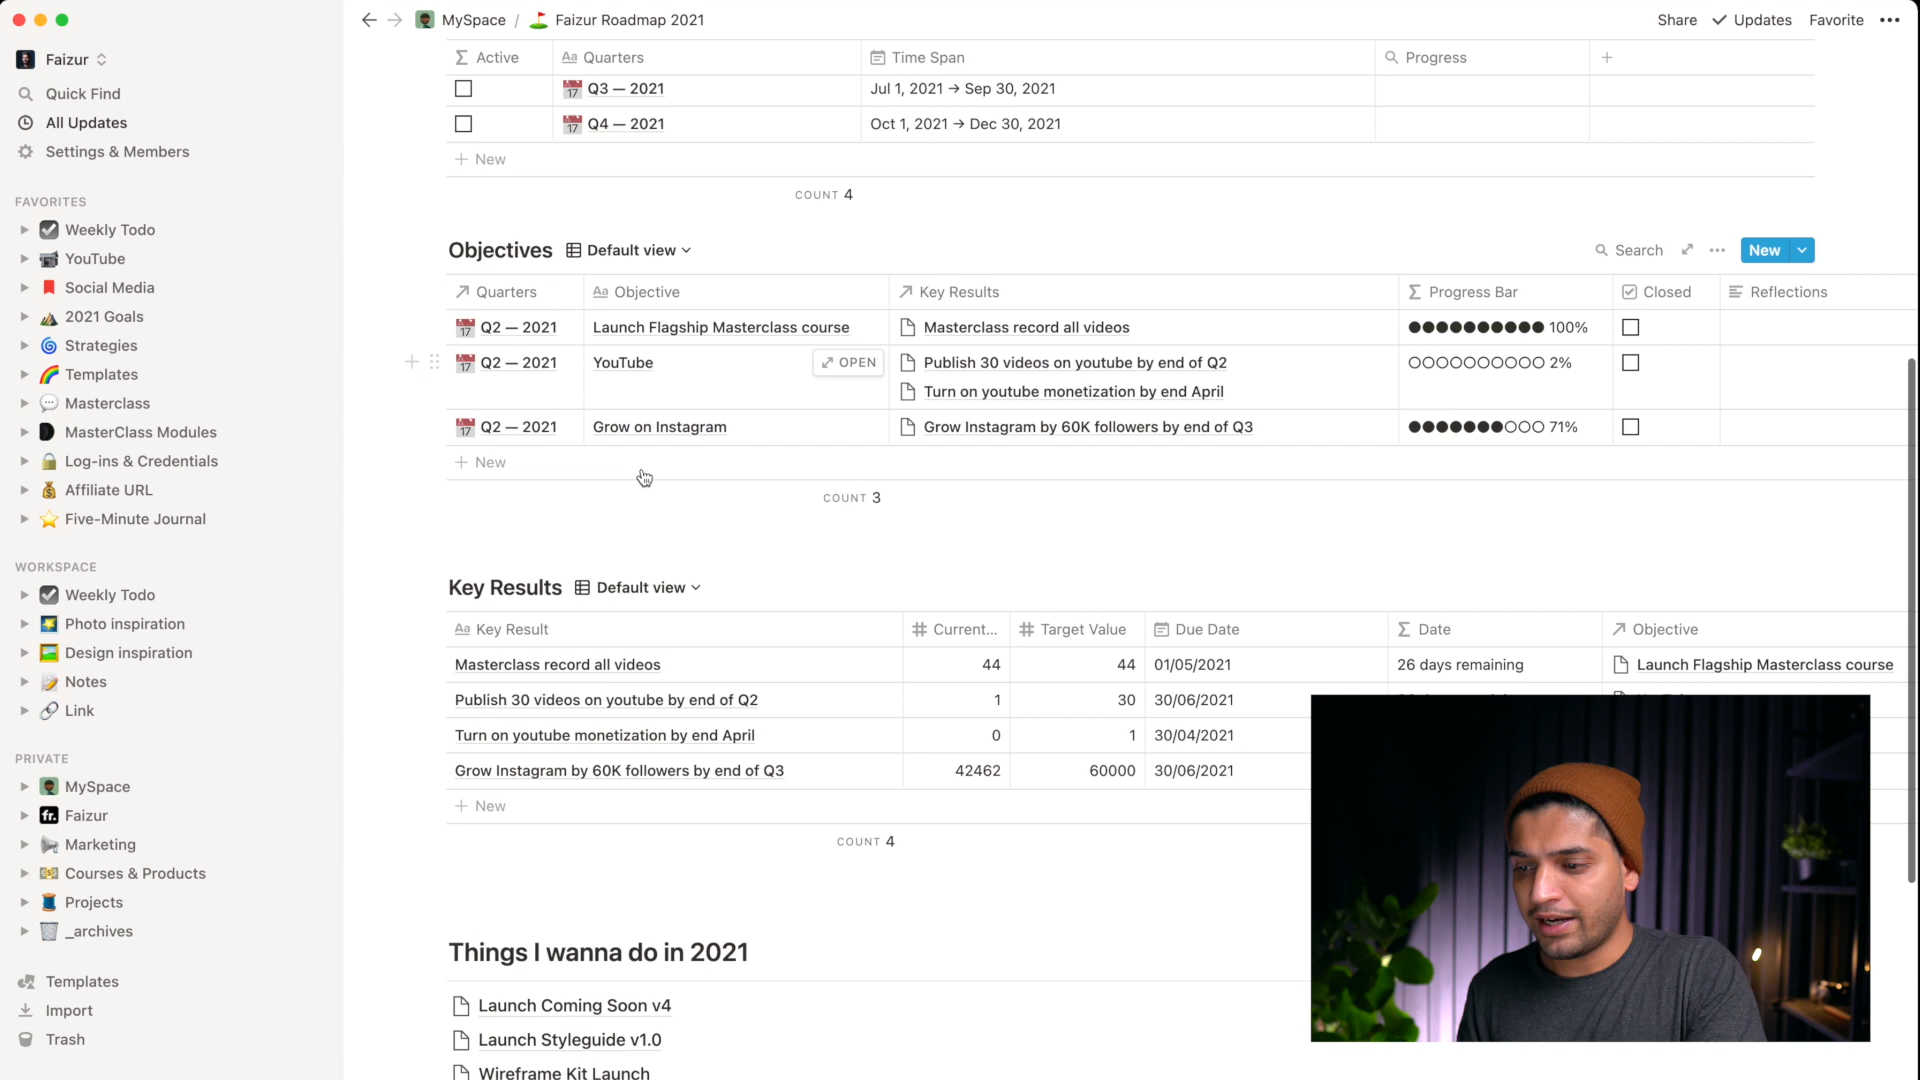 MySpace / Faizur Roadmap 2021
Share Updates Favorite
Faizur
Quick Find
All Updates
Settings & Members
FAVORITES
Weekly Todo
YouTube
Social Media
2021 Goals
Strategies
Templates
Masterclass
MasterClass Modules
Log-ins & Credentials
Affiliate URL
Five-Minute Journal
WORKSPACE
Weekly Todo
Photo inspiration
Design inspiration
Notes
Link
PRIVATE
MySpace
fr. Faizur
Marketing
Courses & Products
Projects
_archives
Templates
Import
Trash
Σ Active Aa Quarters Time Span Progress +
17 Q3 — 2021 Jul 1, 2021 → Sep 30, 2021
17 Q4 — 2021 Oct 1, 2021 → Dec 30, 2021
+ New
COUNT 4
Objectives Default view Search New
Quarters Aa Objective Key Results Σ Progress Bar Closed Reflections
17 Q2 — 2021 Launch Flagship Masterclass course Masterclass record all videos ●●●●●●●●●● 100%
17 Q2 — 2021 YouTube OPEN Publish 30 videos on youtube by end of Q2 ○○○○○○○○○○ 2%
Turn on youtube monetization by end April
17 Q2 — 2021 Grow on Instagram Grow Instagram by 60K followers by end of Q3 ●●●●●●●○○○ 71%
+ New
COUNT 3
Key Results Default view
Aa Key Result # Current... # Target Value Due Date Σ Date Objective
Masterclass record all videos 44 44 01/05/2021 26 days remaining Launch Flagship Masterclass course
Publish 30 videos on youtube by end of Q2 1 30 30/06/2021
Turn on youtube monetization by end April 0 1 30/04/2021
Grow Instagram by 60K followers by end of Q3 42462 60000 30/06/2021
+ New
COUNT 4
Things I wanna do in 2021
Launch Coming Soon v4
Launch Styleguide v1.0
Wireframe Kit Launch